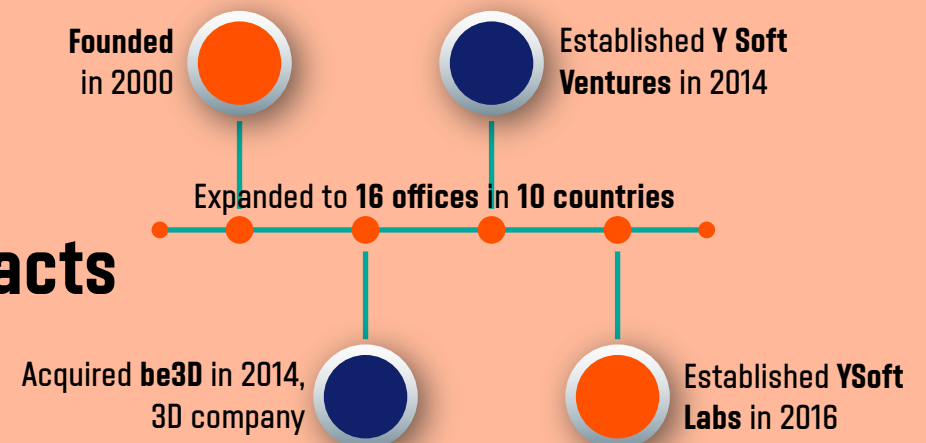 Founded
in 2000
Established Y Soft
Ventures in 2014
Expanded to 16 offices in 10 countries
acts
Acquired be3D in 2014,
3D company
Established YSoft
Labs in 2016